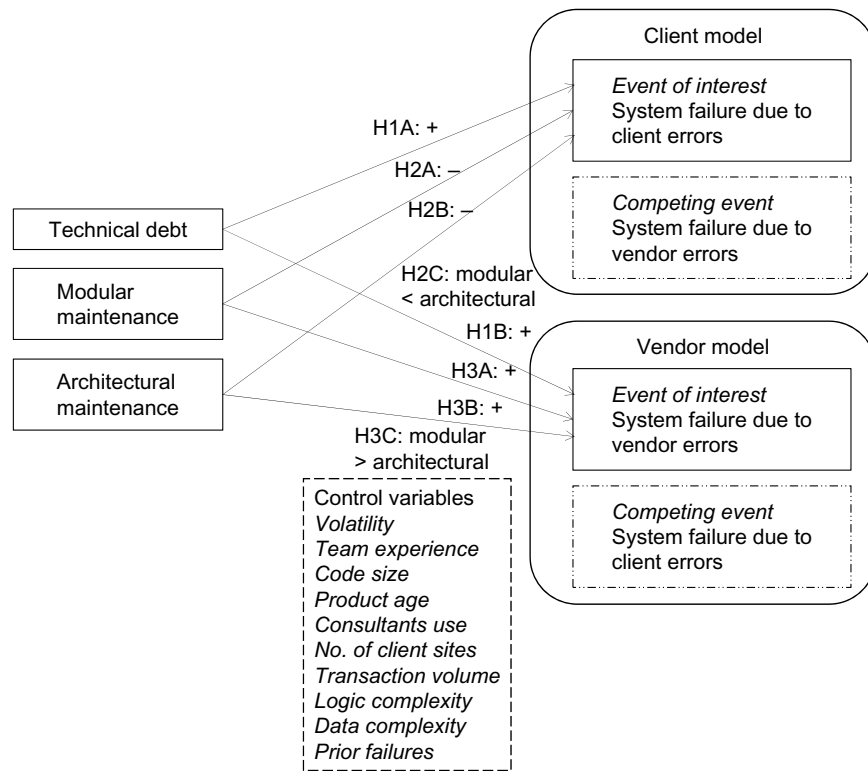 Client model
Event of interest
System failure due to
client errors
Competing event
System failure due to
vendor errors
H1A: +
H2A: –
H2B: –
Technical debt
Modular
maintenance
Architectural
maintenance
H2C: modular
< architectural
H1B: +
H3A: +
H3B: +
H3C: modular
> architectural
Vendor model
Event of interest
System failure due to
vendor errors
Competing event
System failure due to
client errors
Control variables
Volatility
Team experience
Code size
Product age
Consultants use
No. of client sites
Transaction volume
Logic complexity
Data complexity
Prior failures